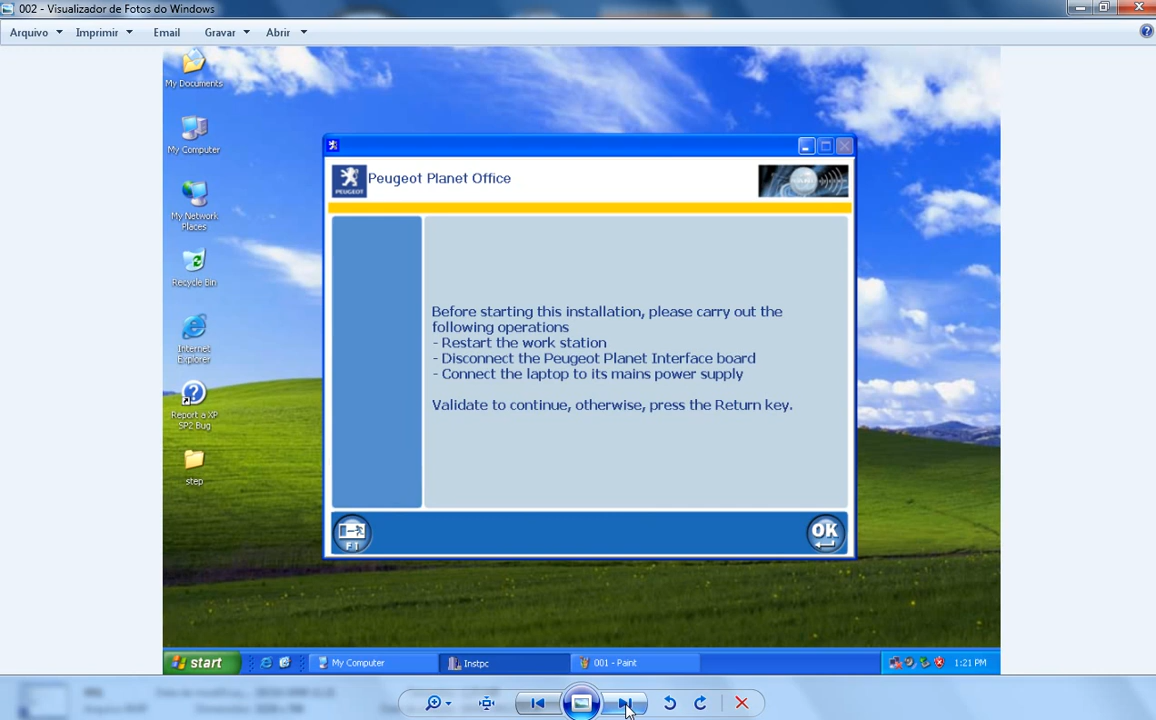 002 - Visualizador de Fotos do Windows
Arquivo Imprimir Email Gravar Abrir
My Documents
My Computer
My Network
Places
Recycle Bin
Internet
Explorer
Report a XP
SP2 Bug
step
PEUGEOT
Peugeot Planet Office
Before starting this installation, please carry out the
following operations
- Restart the work station
- Disconnect the Peugeot Planet Interface board
- Connect the laptop to its mains power supply
Validate to continue, otherwise, press the Return key.
F1
OK
start My Computer Instpc 001 - Paint 1:21 PM